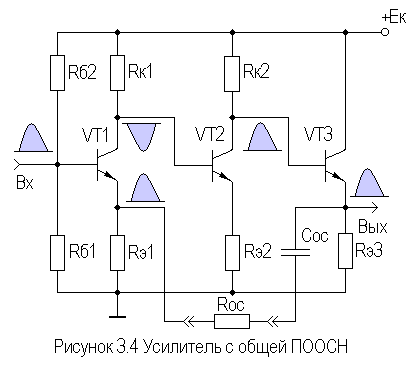 +Ек
Rб2
Rк1
Rк2
VT1
VT2
VT3
Вх
Вых
Rб1
Rэ1
Rэ2
Cос
Rэ3
Rос
Рисунок 3.4 Усилитель с общей ПООСН